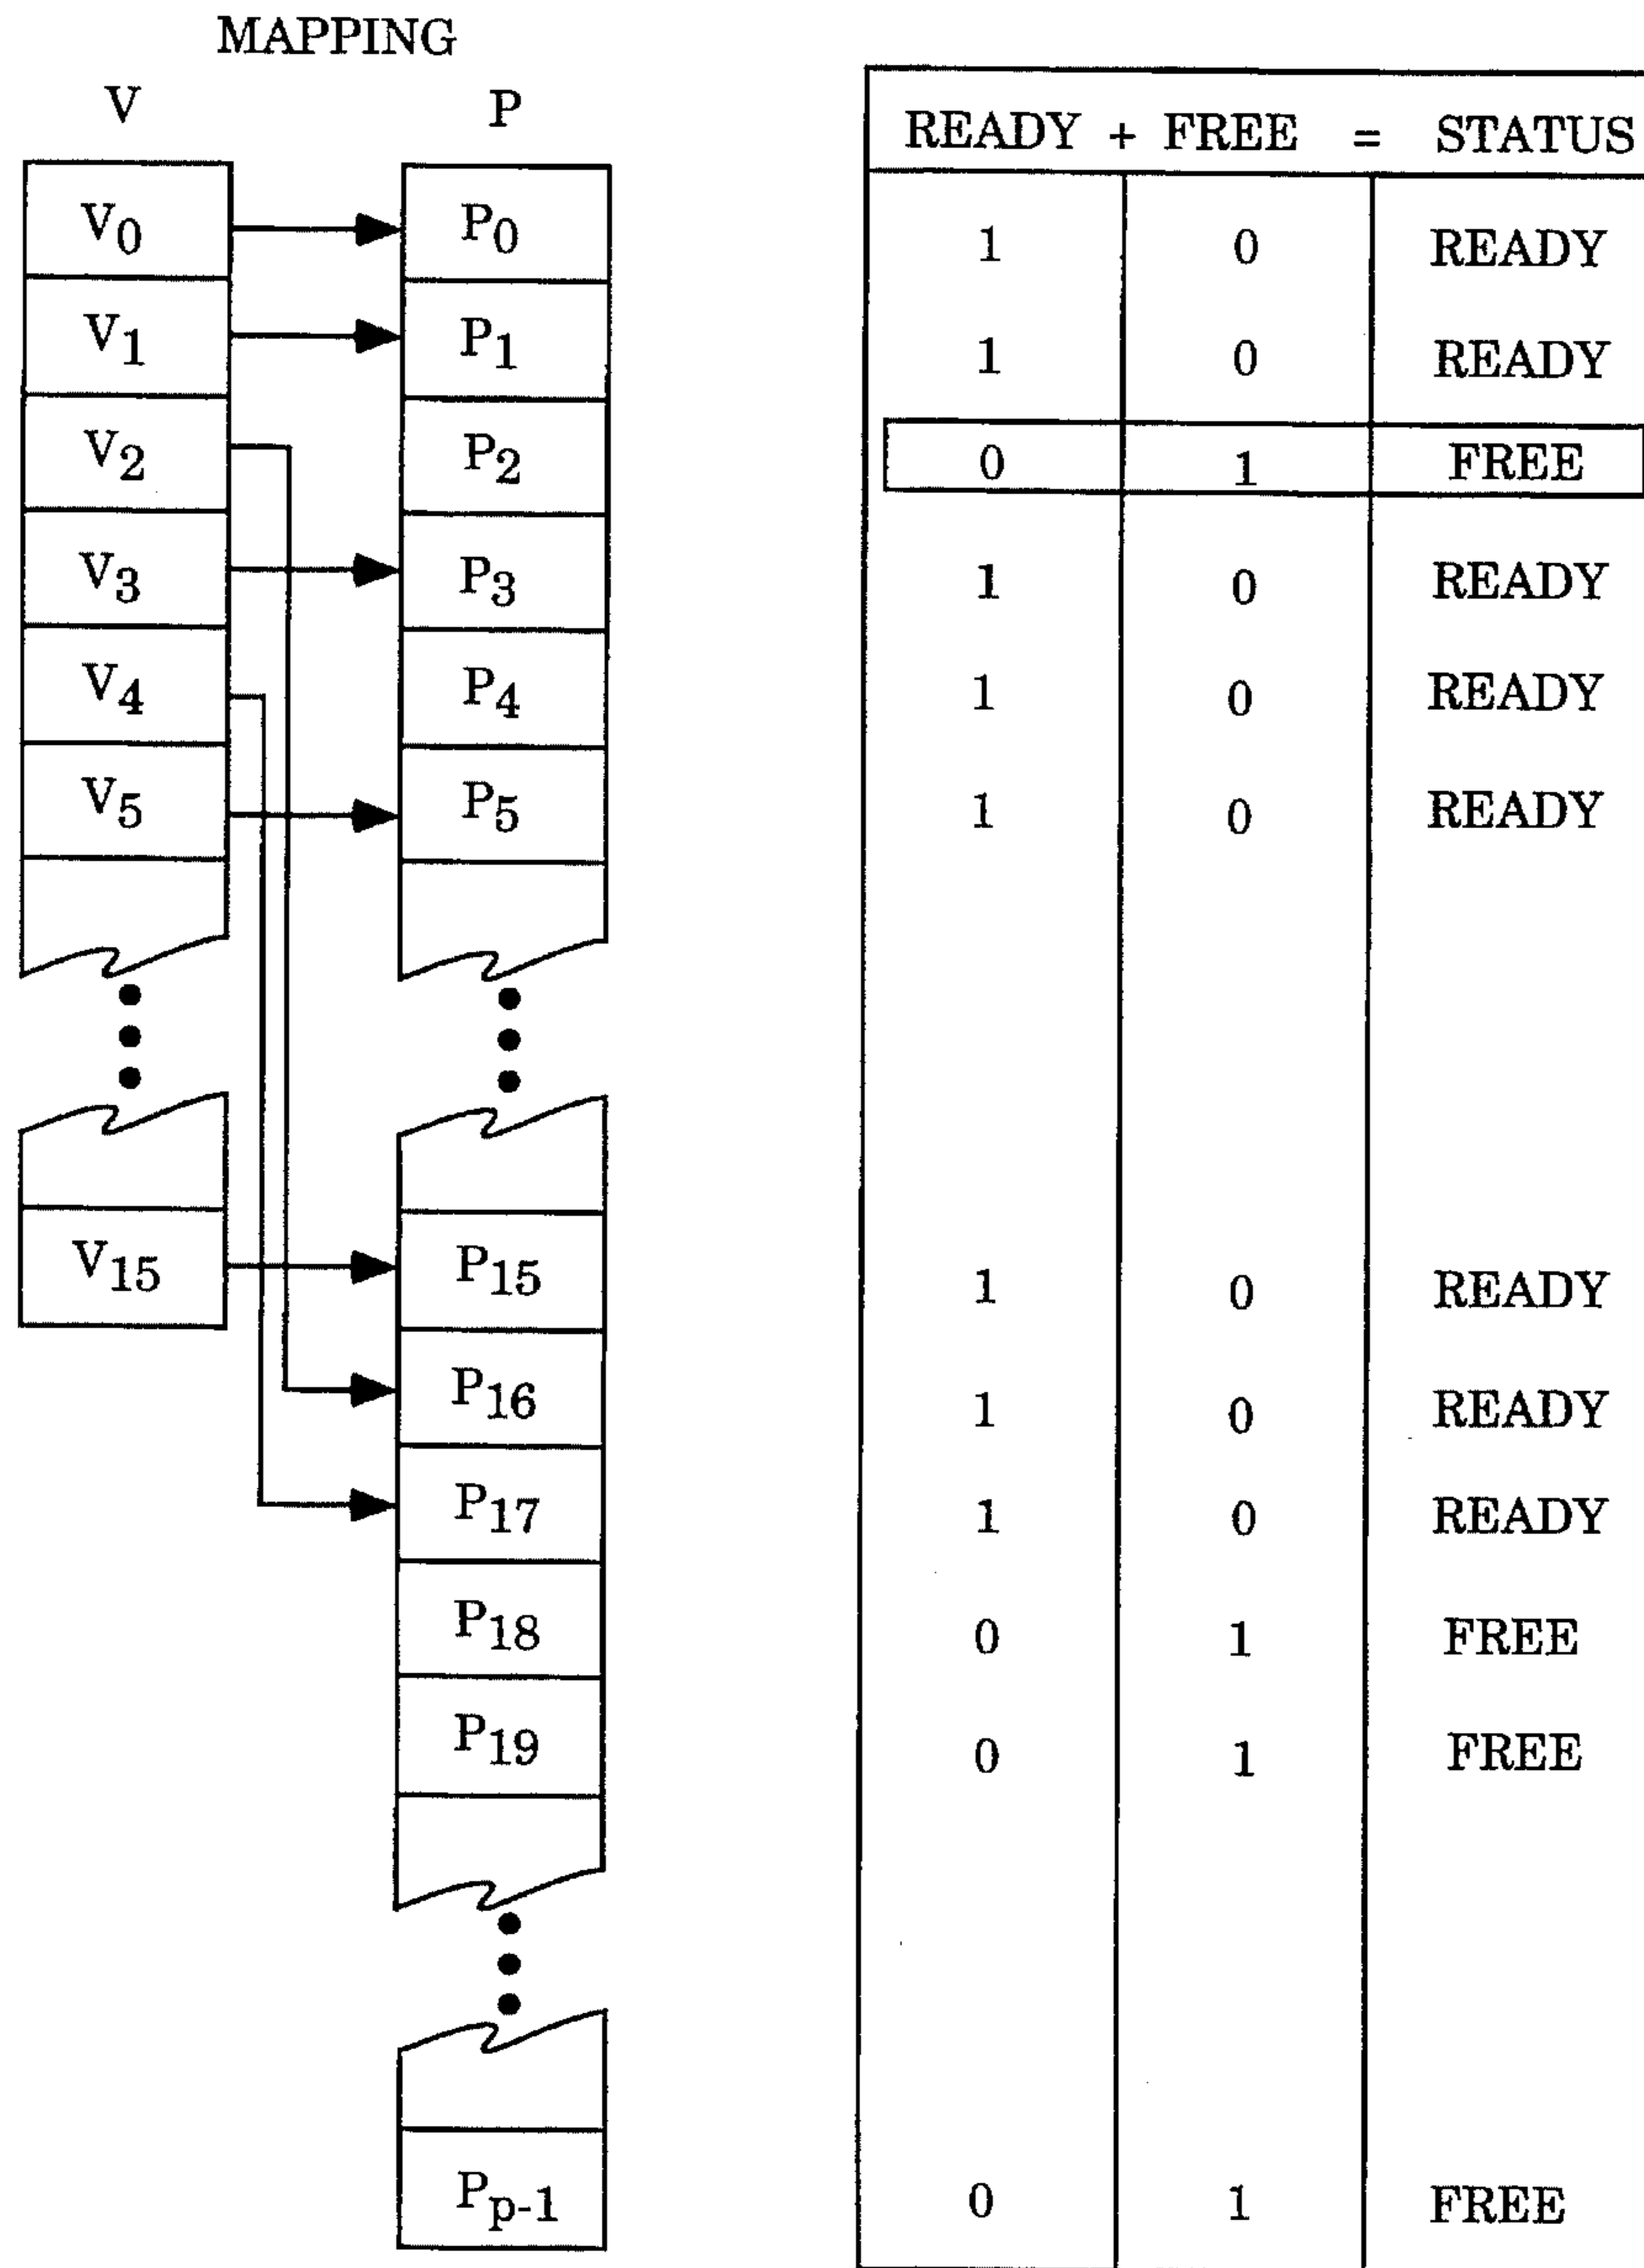 MAPPING
V P
READY + FREE = STATUS
V0 P0 1 0 READY
V1 P1 1 0 READY
V2 P2 0 1 FREE
V3 P3 1 0 READY
V4 P4 1 0 READY
V5 P5 1 0 READY
V15 P15 1 0 READY
P16 1 0 READY
P17 1 0 READY
P18 0 1 FREE
P19 0 1 FREE
Pp-1 0 1 FREE